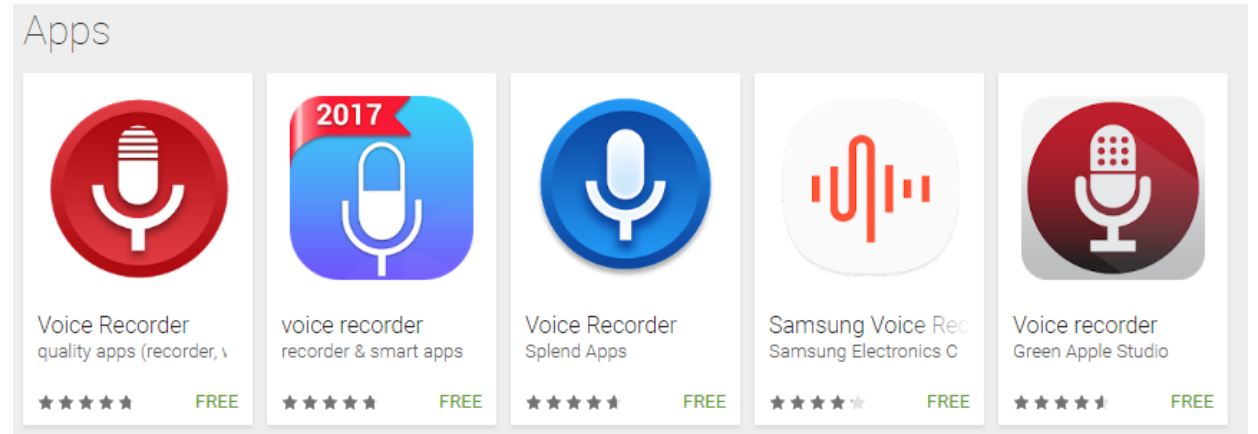 Apps
2017
Voice Recorder
quality apps (recorder, v
FREE
voice recorder
recorder & smart apps
FREE
Voice Recorder
Splend Apps
FREE
Samsung Voice Rec
Samsung Electronics C
FREE
Voice recorder
Green Apple Studio
FREE